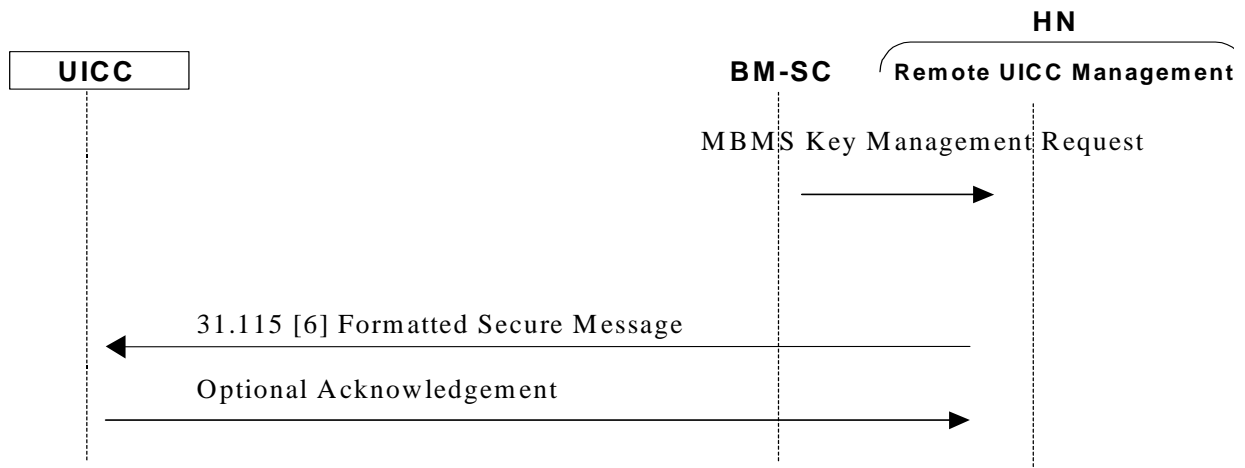 HN
UICC
BM-SC
Remote UICC Management
MBMS Key Management Request
31.115 [6] Formatted Secure Message
Optional Acknowledgement